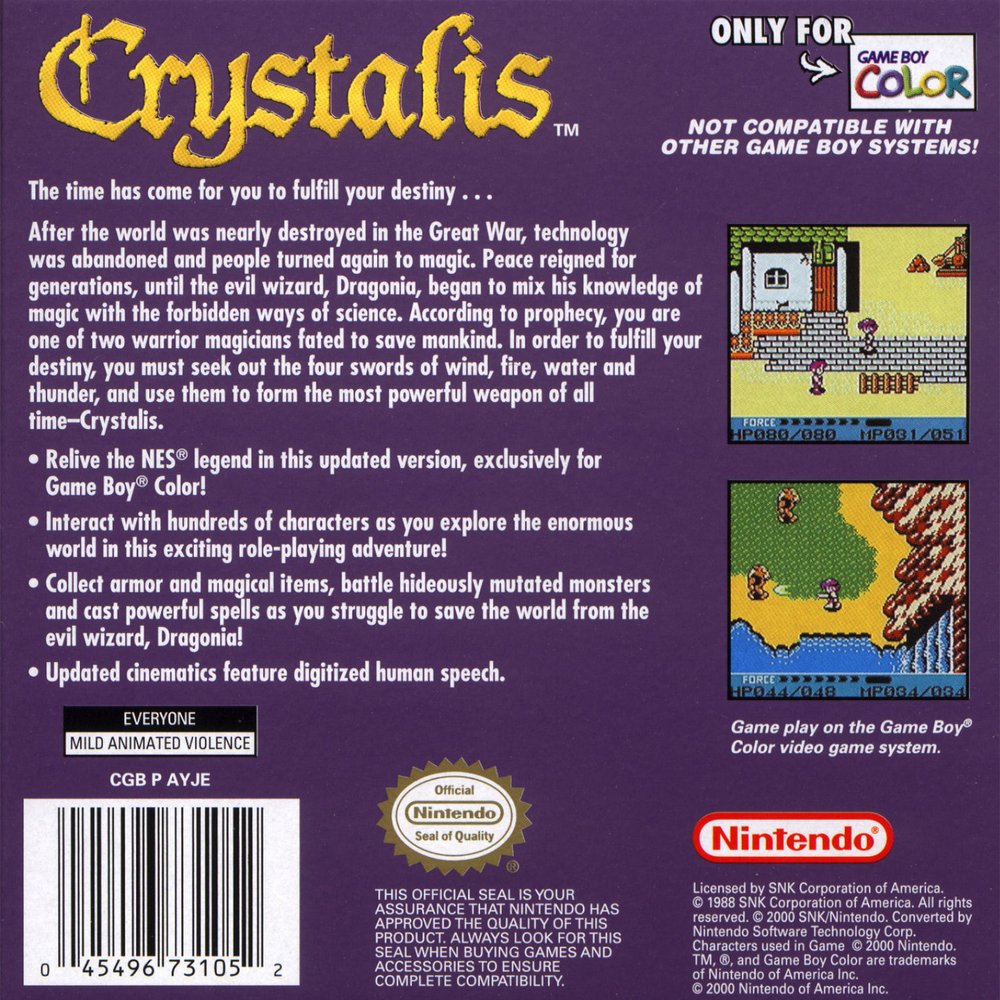 Crystalis™
ONLY FOR
GAME BOY
COLOR
NOT COMPATIBLE WITH
OTHER GAME BOY SYSTEMS!
The time has come for you to fulfill your destiny . . .
After the world was nearly destroyed in the Great War, technology
was abandoned and people turned again to magic. Peace reigned for
generations, until the evil wizard, Dragonia, began to mix his knowledge of
magic with the forbidden ways of science. According to prophecy, you are
one of two warrior magicians fated to save mankind. In order to fulfill your
destiny, you must seek out the four swords of wind, fire, water and
thunder, and use them to form the most powerful weapon of all
time–Crystalis.
• Relive the NES® legend in this updated version, exclusively for
Game Boy® Color!
• Interact with hundreds of characters as you explore the enormous
world in this exciting role-playing adventure!
• Collect armor and magical items, battle hideously mutated monsters
and cast powerful spells as you struggle to save the world from the
evil wizard, Dragonia!
• Updated cinematics feature digitized human speech.
FORCE
HP080/080 MP031/051
FORCE
HP044/048 MP034/034
Game play on the Game Boy®
Color video game system.
EVERYONE
MILD ANIMATED VIOLENCE
CGB P AYJE
0 45496 73105 2
Official
Nintendo
Seal of Quality
®
THIS OFFICIAL SEAL IS YOUR
ASSURANCE THAT NINTENDO HAS
APPROVED THE QUALITY OF THIS
PRODUCT. ALWAYS LOOK FOR THIS
SEAL WHEN BUYING GAMES AND
ACCESSORIES TO ENSURE
COMPLETE COMPATIBILITY.
Nintendo®
Licensed by SNK Corporation of America.
© 1988 SNK Corporation of America. All rights
reserved. © 2000 SNK/Nintendo. Converted by
Nintendo Software Technology Corp.
Characters used in Game © 2000 Nintendo.
TM, ®, and Game Boy Color are trademarks
of Nintendo of America Inc.
© 2000 Nintendo of America Inc.